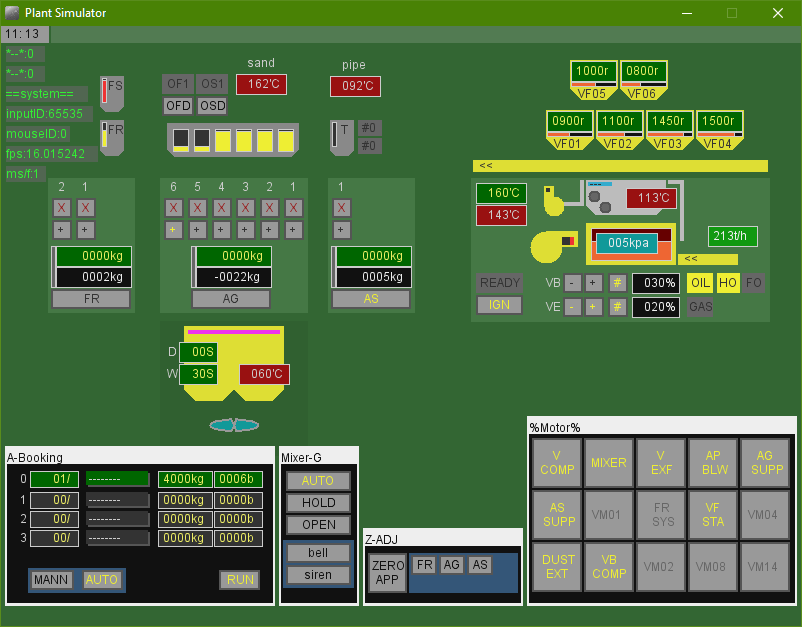 Plant Simulator
11: 13
*--*:0
*--*:0
==system==
inputID:65535
mouseID:0
fps:16.015242
ms/f:1
FS
FR
OF1 OS1
OFD OSD
sand
162'C
pipe
092'C
T #0
#0
1000r 0800r
VF05 VF06
0900r 1100r 1450r 1500r
VF01 VF02 VF03 VF04
<<
2 1
X X
+ +
0000kg
0002kg
FR
6 5 4 3 2 1
X X X X X X
+ + + + + +
0000kg
-0022kg
AG
1
X
+
0000kg
0005kg
AS
160'C
143'C
113'C
005kpa
213t/h
<<
READY VB - + # 030% OIL HO FO
IGN VE - + # 020% GAS
D 00S
W 30S 060'C
A-Booking
0 01/ -------- 4000kg 0006b
1 00/ -------- 0000kg 0000b
2 00/ -------- 0000kg 0000b
3 00/ -------- 0000kg 0000b
MANN AUTO RUN
Mixer-G
AUTO
HOLD
OPEN
bell
siren
Z-ADJ
ZERO APP FR AG AS
%Motor%
V COMP MIXER V EXF AP BLW AG SUPP
AS SUPP VM01 FR SYS VF STA VM04
DUST EXT VB COMP VM02 VM08 VM14